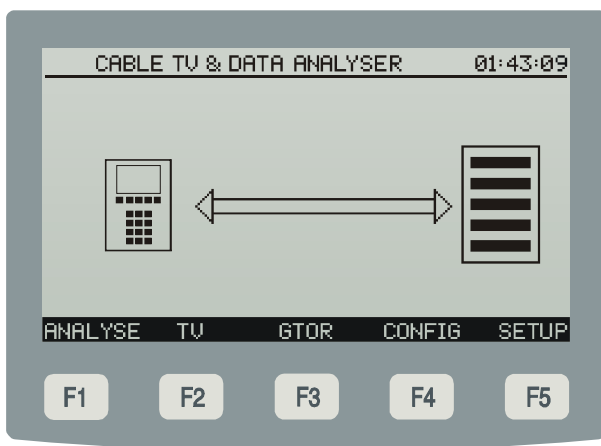 CABLE TV & DATA ANALYSER 01:43:09
ANALYSE TV GTOR CONFIG SETUP
F1 F2 F3 F4 F5